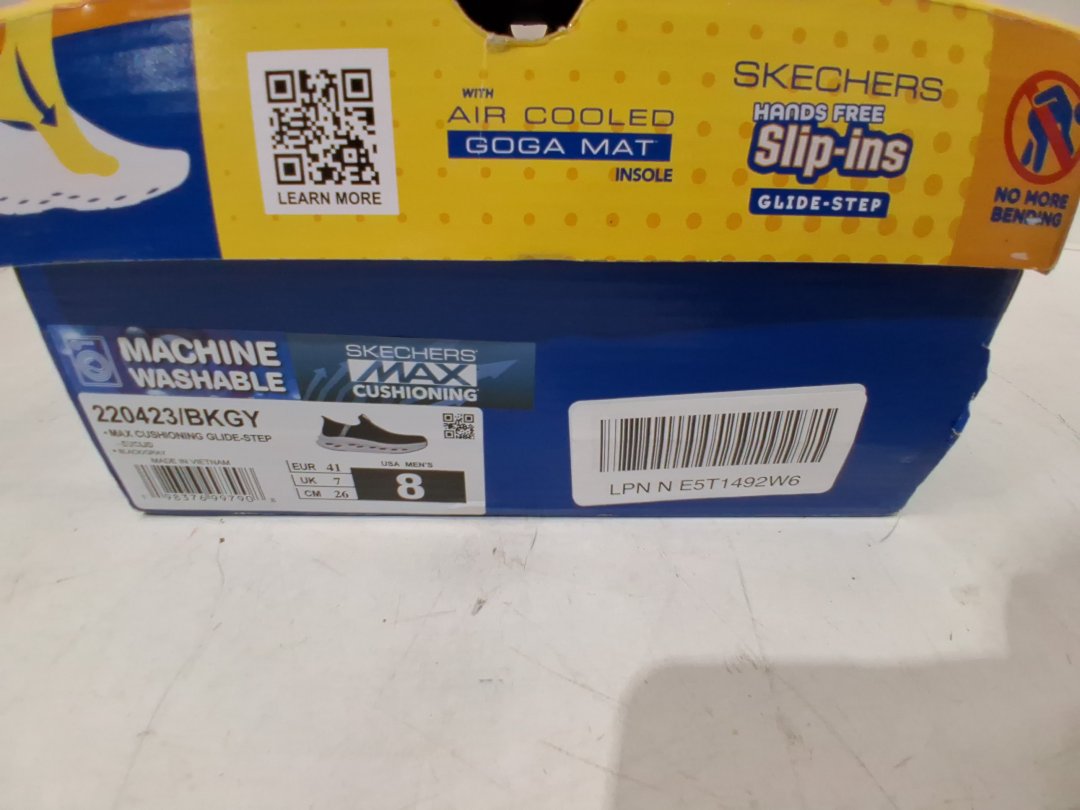 LEARN MORE
WITH
AIR COOLED
GOGA MAT
INSOLE
SKECHERS
HANDS FREE
Slip-ins
GLIDE-STEP
NO MORE
BENDING
MACHINE
WASHABLE
SKECHERS
MAX
CUSHIONING
220423/BKGY
• MAX CUSHIONING GLIDE-STEP
MADE IN VIETNAM
EUR 41
UK 7
CM 26
USA MEN'S
8
LPN N E5T1492W6